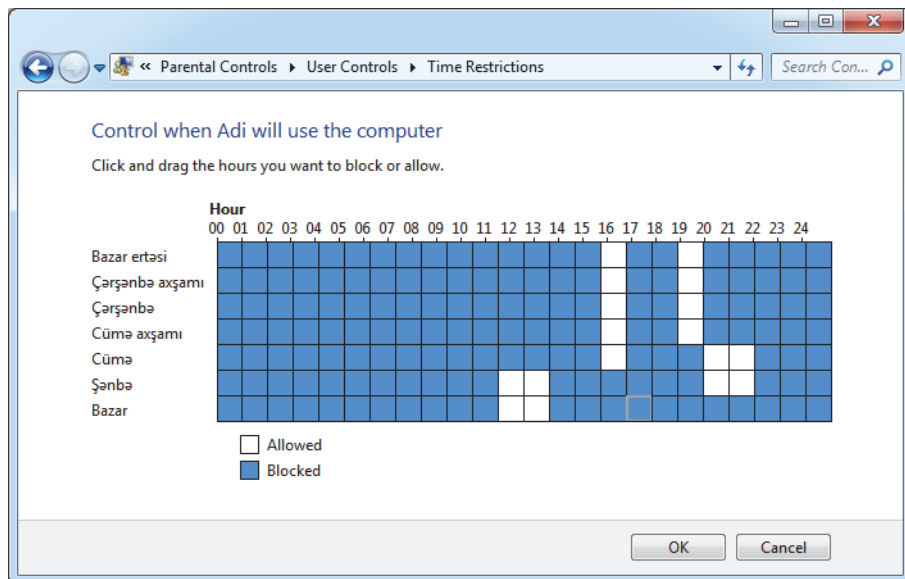 « Parental Controls ▸ User Controls ▸ Time Restrictions
Search Con...
Control when Adi will use the computer
Click and drag the hours you want to block or allow.
Hour
00 01 02 03 04 05 06 07 08 09 10 11 12 13 14 15 16 17 18 19 20 21 22 23 24
Bazar ertəsi
Çərşənbə axşamı
Çərşənbə
Cümə axşamı
Cümə
Şənbə
Bazar
Allowed
Blocked
OK Cancel